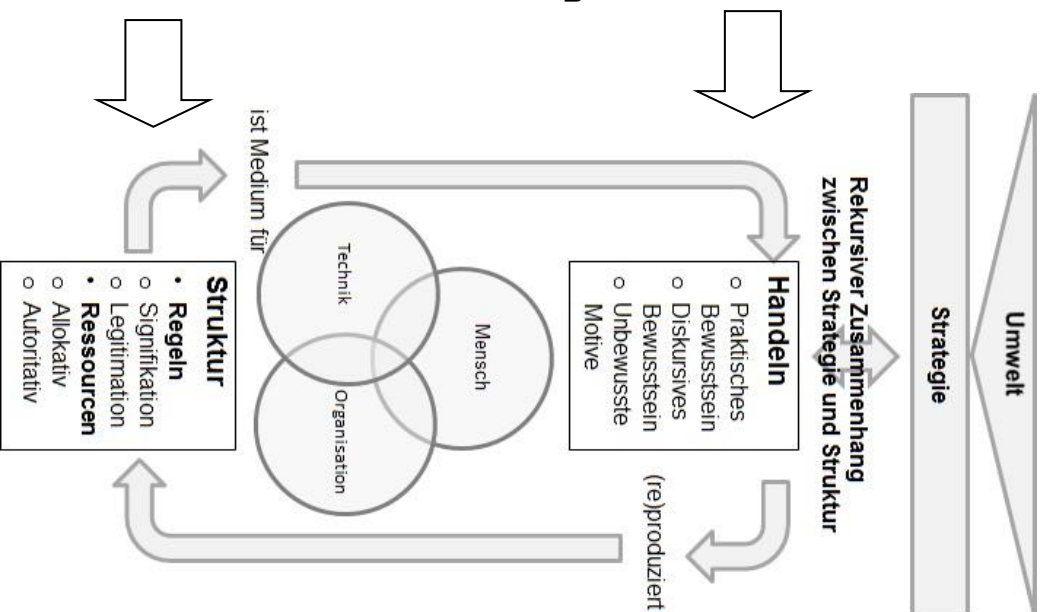 Umwelt
Strategie
Rekursiver Zusammenhang
zwischen Strategie und Struktur
Handeln
o Praktisches
Bewusstsein
o Diskursives
Bewusstsein
o Unbewusste
Motive
(re)produziert
Mensch
Technik
Organisation
ist Medium für
Struktur
• Regeln
o Signifikation
o Legitimation
• Ressourcen
o Allokativ
o Autoritativ